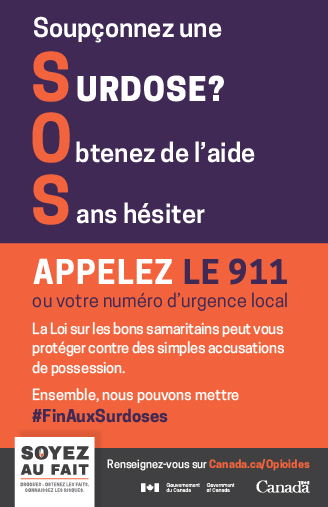 Soupçonnez une
SURDOSE?
Obtenez de l'aide
Sans hésiter
APPELEZ LE 911
ou votre numéro d'urgence local
La Loi sur les bons samaritains peut vous
protéger contre des simples accusations
de possession.
Ensemble, nous pouvons mettre
#FinAuxSurdoses
SOYEZ
AU FAIT
DROGUES - OBTENEZ LES FAITS.
CONNAISSEZ LES RISQUES.
Renseignez-vous sur Canada.ca/Opioides
Gouvernement du Canada
Government of Canada
Canada